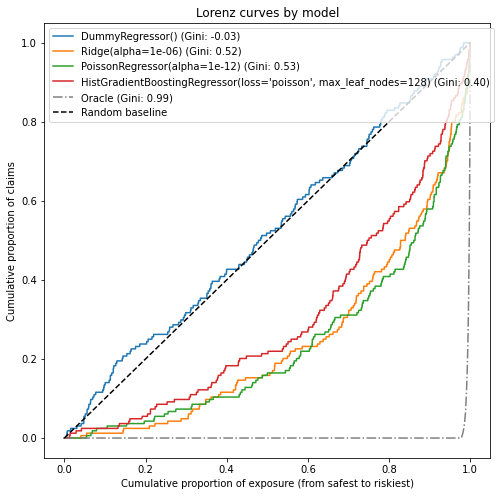 Lorenz curves by model
DummyRegressor() (Gini: -0.03)
Ridge(alpha=1e-06) (Gini: 0.52)
PoissonRegressor(alpha=1e-12) (Gini: 0.53)
HistGradientBoostingRegressor(loss='poisson', max_leaf_nodes=128) (Gini: 0.40)
Oracle (Gini: 0.99)
Random baseline
1.0
0.8
0.6
0.4
0.2
0.0
Cumulative proportion of claims
0.0 0.2 0.4 0.6 0.8 1.0
Cumulative proportion of exposure (from safest to riskiest)